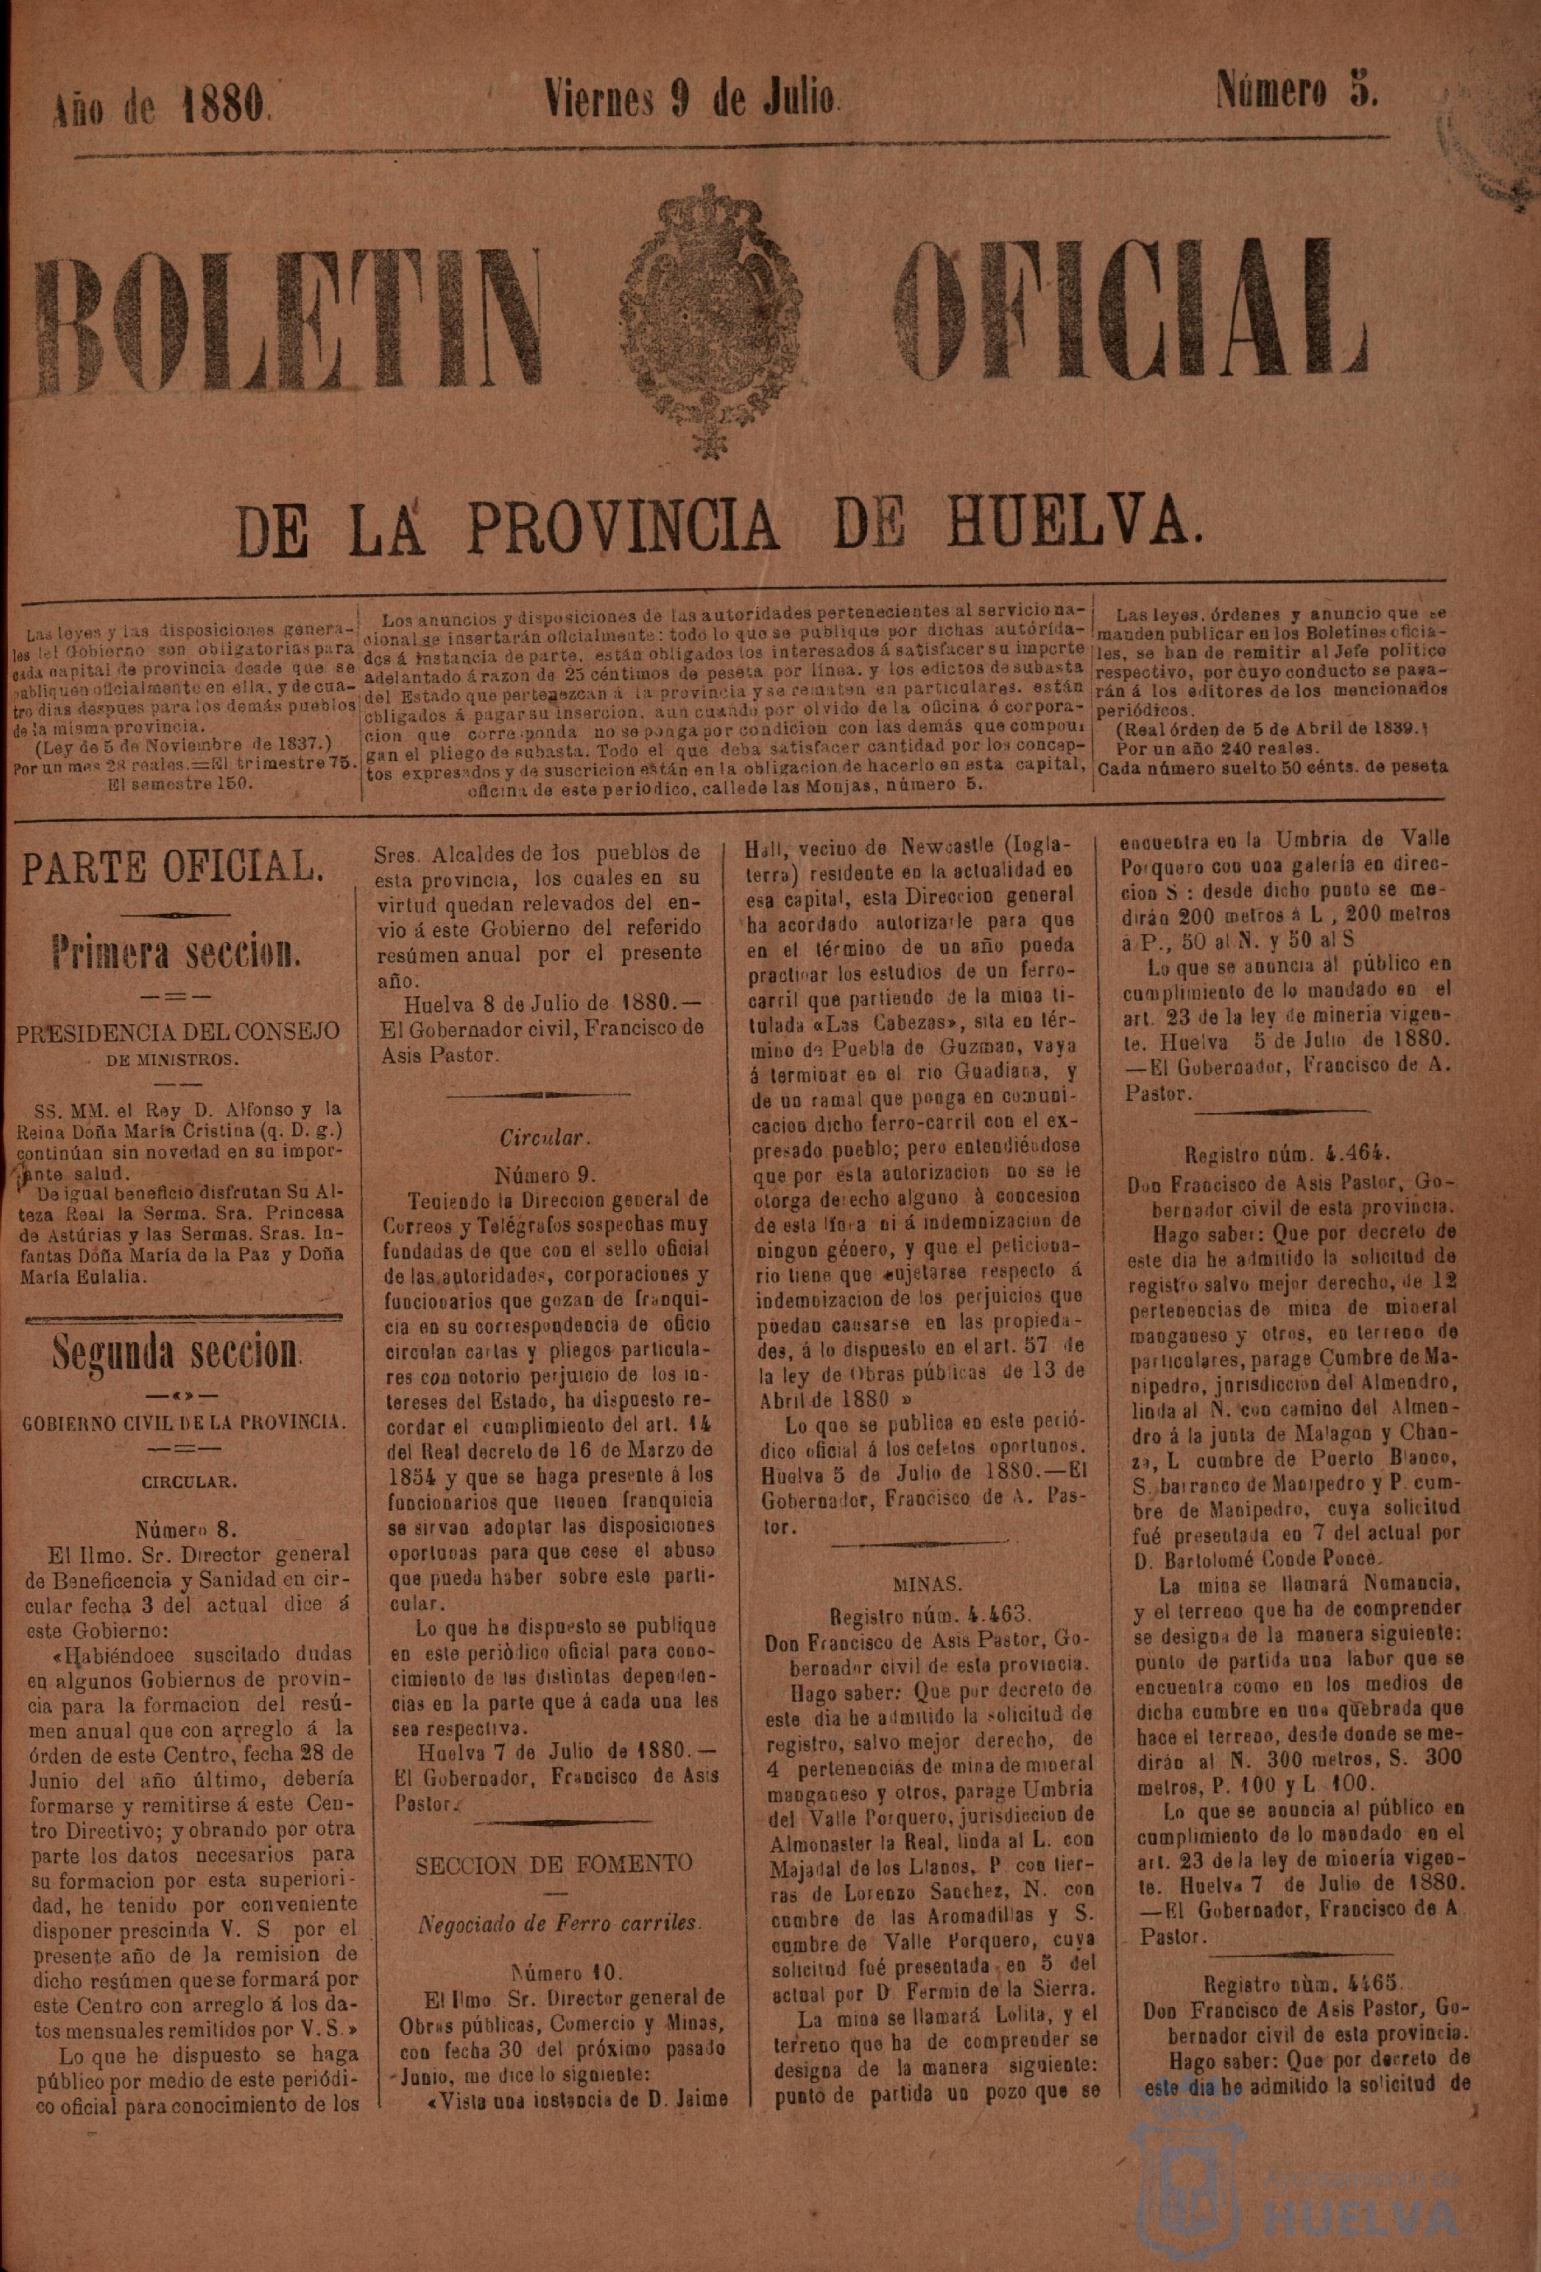 Año de 1880.
Viernes 9 de Julio.
Número 5.
BOLETIN OFICIAL
DE LA PROVINCIA DE HUELVA.
Las leyes y las disposiciones genera-
les del Gobierno son obligatorias para
cada capital de provincia desde que se
publiquen oficialmente en ella, y de cua-
tro dias despues para los demás pueblos
de la misma provincia.
(Ley de 5 de Noviembre de 1837.)
Por un mes 28 reales.=El trimestre 75.
El semestre 150.
Los anuncios y disposiciones de las autoridades pertenecientes al servicio na-
cional se insertarán oficialmente: todo lo que se publique por dichas autorida-
des á instancia de parte, están obligados los interesados á satisfacer su importe
adelantado á razon de 25 céntimos de peseta por línea. y los edictos de subasta
del Estado que pertenezcan á la provincia y se rematen en particulares. están
obligados á pagar su insercion, aun cuando por olvido de la oficina ó corpora-
cion que corresponda no se ponga por condicion con las demás que compon
gan el pliego de subasta. Todo el que deba satisfacer cantidad por los concep-
tos expresados y de suscricion están en la obligacion de hacerlo en esta capital,
oficina de este periodico, calle de las Monjas, número 5.
Las leyes, órdenes y anuncio que se
manden publicar en los Boletines oficia-
les, se han de remitir al Jefe politico
respectivo, por cuyo conducto se pasa-
rán á los editores de los mencionados
periódicos.
(Real órden de 5 de Abril de 1839.)
Por un año 240 reales.
Cada número suelto 50 cénts. de peseta
PARTE OFICIAL.
Primera seccion.
PRESIDENCIA DEL CONSEJO
DE MINISTROS.
SS. MM. el Rey D. Alfonso y la
Reina Doña María Cristina (q. D. g.)
continúan sin novedad en su impor-
tante salud.
De igual beneficio disfrutan Su Al-
teza Real la Serma. Sra. Princesa
de Astúrias y las Sermas. Sras. In-
fantas Doña María de la Paz y Doña
María Eulalia.
Segunda seccion.
GOBIERNO CIVIL DE LA PROVINCIA.
CIRCULAR.
Número 8.
El Ilmo. Sr. Director general
de Beneficencia y Sanidad en cir-
cular fecha 3 del actual dice á
este Gobierno:
«Habiéndoee suscitado dudas
en algunos Gobiernos de provin-
cia para la formacion del resú-
men anual que con arreglo á la
órden de este Centro, fecha 28 de
Junio del año último, debería
formarse y remitirse á este Cen-
tro Directivo; y obrando por otra
parte los datos necesarios para
su formacion por esta superiori-
dad, he tenido por conveniente
disponer prescinda V. S por el
presente año de la remision de
dicho resúmen que se formará por
este Centro con arreglo á los da-
tos mensuales remitidos por V. S.»
Lo que he dispuesto se haga
público por medio de este periódi-
co oficial para conocimiento de los
Sres. Alcaldes de los pueblos de
esta provincia, los cuales en su
virtud quedan relevados del en-
vio á este Gobierno del referido
resúmen anual por el presente
año.
Huelva 8 de Julio de 1880.—
El Gobernador civil, Francisco de
Asis Pastor.
Circular.
Número 9.
Teniendo la Direccion general de
Correos y Telégrafos sospechas muy
fundadas de que con el sello oficial
de las autoridades, corporaciones y
funcionarios que gozan de franqui-
cia en su correspondencia de oficio
circulan cartas y pliegos particula-
res con notorio perjuicio de los in-
tereses del Estado, ha dispuesto re-
cordar el cumplimiento del art. 14
del Real decreto de 16 de Marzo de
1854 y que se haga presente á los
funcionarios que tienen franquicia
se sirvan adoptar las disposiciones
oportunas para que cese el abuso
que pueda haber sobre este parti-
cular.
Lo que he dispuesto se publique
en este periòdico oficial para cono-
cimiento de las distintas dependen-
cias en la parte que á cada una les
sea respectiva.
Huelva 7 de Julio de 1880.—
El Gobernador, Francisco de Asis
Pastor.
SECCION DE FOMENTO
Negociado de Ferro carriles.
Número 10.
El Ilmo. Sr. Director general de
Obras públicas, Comercio y Minas,
con fecha 30 del próximo pasado
Junio, me dice lo siguiente:
«Vista una instancia de D. Jaime
Hall, vecino de Newcastle (Ingla-
terra) residente en la actualidad en
esa capital, esta Direccion general
ha acordado autorizarle para que
en el término de un año pueda
practicar los estudios de un ferro-
carril que partiendo de la mina ti-
tulada «Las Cabezas», sita en tér-
mino de Puebla de Guzman, vaya
á terminar en el rio Guadiana, y
de un ramal que ponga en comuni-
cacion dicho ferro-carril con el ex-
presado pueblo; pero entendiéndose
que por esta autorizacion no se le
otorga derecho alguno à concesion
de esta línea ni á indemnizacion de
ningun género, y que el peticiona-
rio tiene que sujetarse respecto á
indemnizacion de los perjuicios que
puedan causarse en las propieda-
des, á lo dispuesto en el art. 57 de
la ley de Obras públicas de 13 de
Abril de 1880 »
Lo que se publica en este perió-
dico oficial á los cefetos oportunos.
Huelva 5 de Julio de 1880.—El
Gobernador, Francisco de A. Pas-
tor.
MINAS.
Registro núm. 4.463.
Don Francisco de Asis Pastor, Go-
bernador civil de esta provincia.
Hago saber: Que por decreto de
este dia he admitido la solicitud de
registro, salvo mejor derecho, de
4 pertenencias de mina de mineral
manganeso y otros, parage Umbria
del Valle Porquero, jurisdiccion de
Almonaster la Real, linda al L. con
Majadal de los Llanos, P. con tier-
ras de Lorenzo Sanchez, N. con
cumbre de las Aromadillas y S.
cumbre de Valle Porquero, cuya
solicitud fué presentada en 5 del
actual por D Fermin de la Sierra.
La mina se llamará Lolita, y el
terreno que ha de comprender se
designa de la manera siguiente:
punto de partida un pozo que se
encuentra en la Umbria de Valle
Porquero con una galería en direc-
cion S : desde dicho punto se me-
dirán 200 metros á L , 200 metros
à P., 50 al N. y 50 al S
Lo que se anuncia al público en
cumplimiento de lo mandado en el
art. 23 de la ley de mineria vigen-
te. Huelva 5 de Julio de 1880.
—El Gobernador, Francisco de A.
Pastor.
Registro núm. 4.464.
Don Francisco de Asis Pastor, Go-
bernador civil de esta provincia.
Hago saber: Que por decreto de
este dia he admitido la solicitud de
registro salvo mejor derecho, de 12
pertenencias de mina de mineral
manganeso y otros, en terreno de
particulares, parage Cumbre de Ma-
nipedro, jurisdiccion del Almendro,
linda al N. con camino del Almen-
dro á la junta de Malagon y Chan-
za, L cumbre de Puerto Blanco,
S. barranco de Manipedro y P. cum-
bre de Manipedro, cuya solicitud
fué presentada en 7 del actual por
D. Bartolomé Conde Ponce.
La mina se llamará Nomancia,
y el terreno que ha de comprender
se designa de la manera siguiente:
punto de partida una labor que se
encuentra como en los medios de
dicha cumbre en una quebrada que
hace el terreno, desde donde se me-
dirán al N. 300 metros, S. 300
metros, P. 100 y L 100.
Lo que se anuncia al público en
cumplimiento de lo mandado en el
art. 23 de la ley de minería vigen-
te. Huelva 7 de Julio de 1880.
—El Gobernador, Francisco de A
Pastor.
Registro nùm. 4465.
Don Francisco de Asis Pastor, Go-
bernador civil de esta provincia.
Hago saber: Que por decreto de
este dia he admitido la solicitud de
Ayuntamiento de
HUELVA